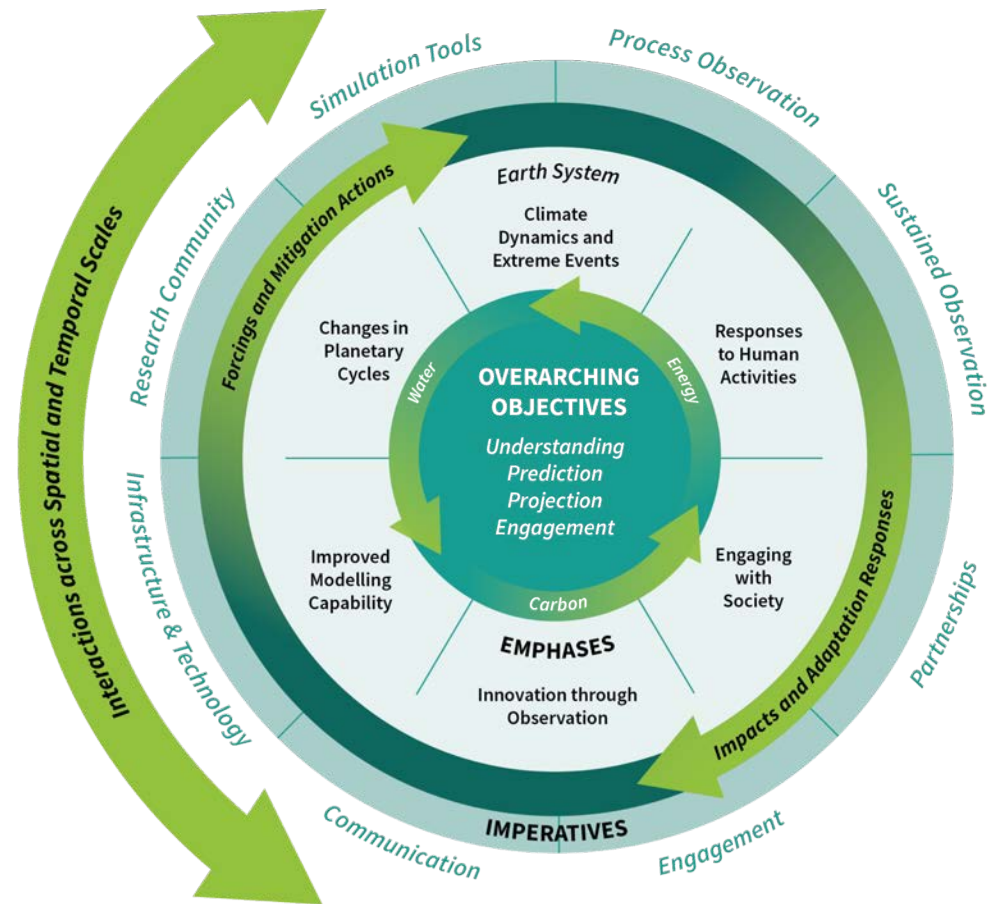 Simulation Tools
Process Observation
Sustained Observation
Partnerships
Engagement
Communication
Infrastructure & Technology
Research Community
Interactions across Spatial and Temporal Scales
Forcings and Mitigation Actions
Impacts and Adaptation Responses
Earth System
Climate
Dynamics and
Extreme Events
Changes in
Planetary
Cycles
Responses
to Human
Activities
Water
Energy
OVERARCHING
OBJECTIVES
Understanding
Prediction
Projection
Engagement
Improved
Modelling
Capability
Engaging
with
Society
Carbon
EMPHASES
Innovation through
Observation
IMPERATIVES